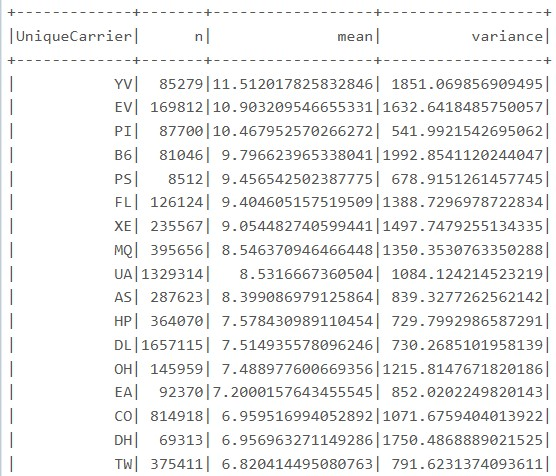 +-------------+-------+------------------+------------------+
|UniqueCarrier|      n|              mean|          variance|
+-------------+-------+------------------+------------------+
|           YV|  85279|11.512017825832846| 1851.069856909495|
|           EV| 169812|10.903209546655331|1632.6418485750057|
|           PI|  87700|10.467952570266272| 541.9921542695062|
|           B6|  81046| 9.796623965338041|1992.8541120244047|
|           PS|   8512| 9.456542502387775| 678.9151261457745|
|           FL| 126124| 9.404605157519509|1388.7296978722834|
|           XE| 235567| 9.054482740599441|1497.7479255134335|
|           MQ| 395656| 8.546370946466448|1350.3530763350288|
|           UA|1329314|   8.5316667360504| 1084.124214523219|
|           AS| 287623| 8.399086979125864| 839.3277262562142|
|           HP| 364070| 7.578430989110454| 729.7992986587291|
|           DL|1657115| 7.514935578096246| 730.2685101958139|
|           OH| 145959| 7.488977600669356|1215.8147671820186|
|           EA|  92370|7.2000157643455545| 852.0202249820143|
|           CO| 814918| 6.959516994052892|1071.6759404013922|
|           DH|  69313| 6.956963271149286|1750.4868889021525|
|           TW| 375411| 6.820414495080763| 791.6231374093611|